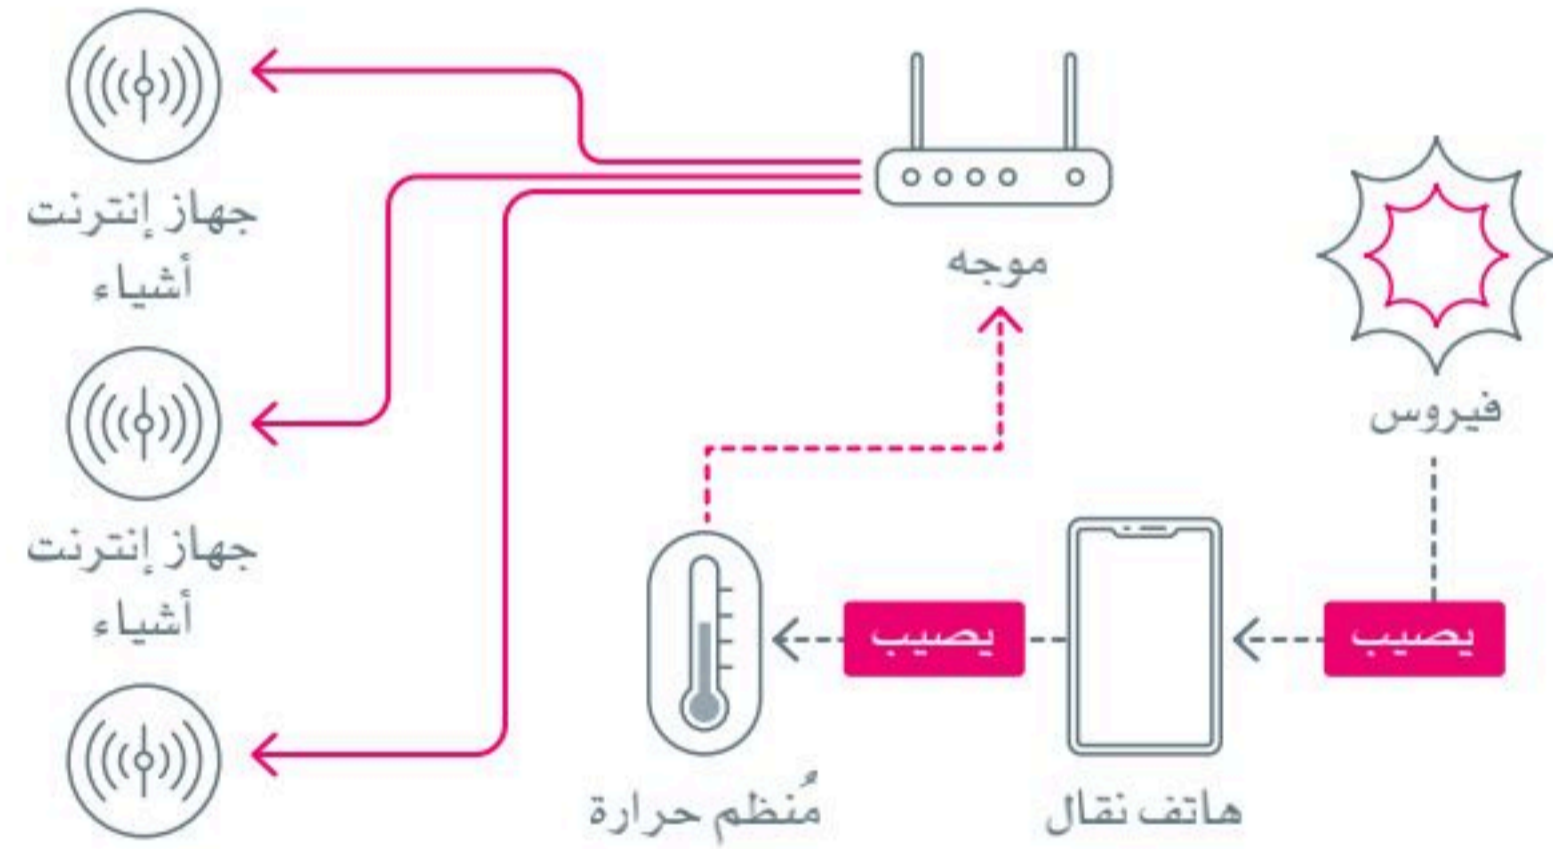 موجه
فيروس
يصيب
هاتف نقال
يصيب
مُنظم حرارة
جهاز إنترنت
أشياء
جهاز إنترنت
أشياء